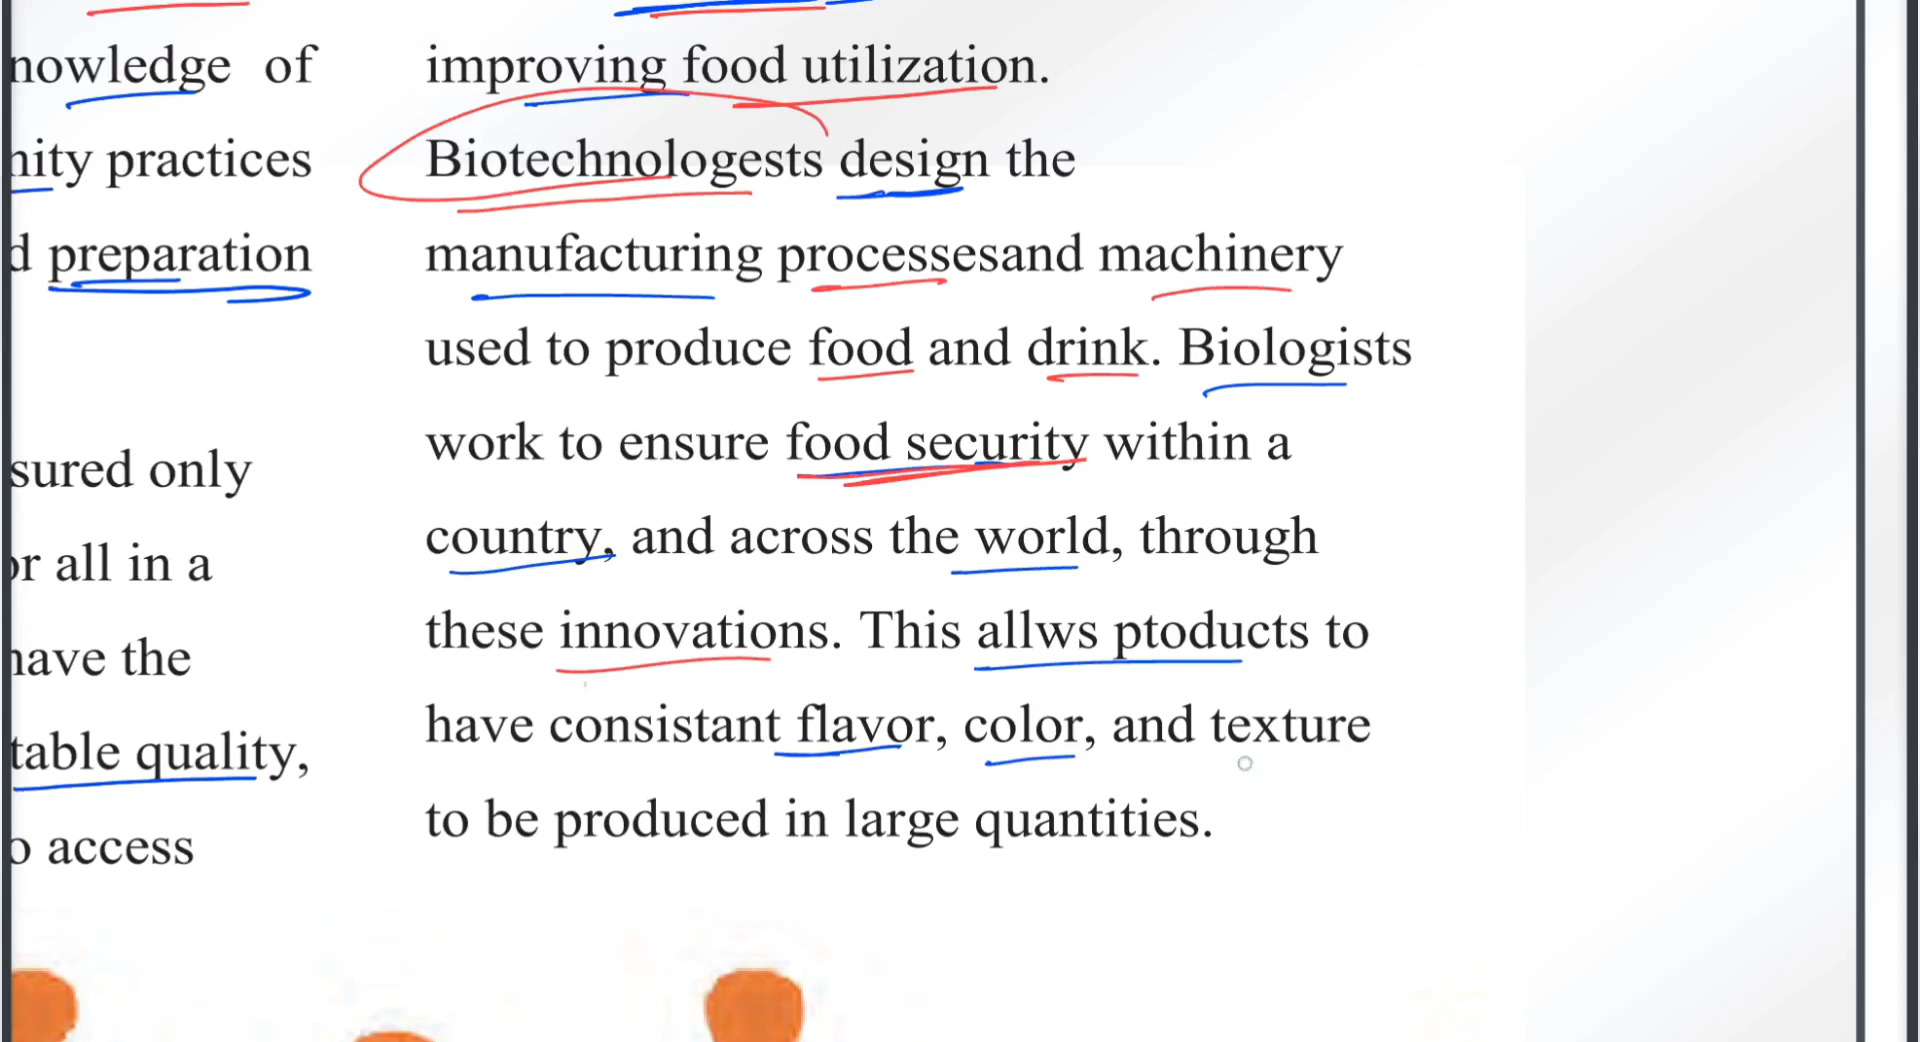 nowledge of
nity practices
d preparation
sured only
or all in a
have the
table quality,
o access
improving food utilization.
Biotechnologests design the
manufacturing processesand machinery
used to produce food and drink. Biologists
work to ensure food security within a
country, and across the world, through
these innovations. This allws ptoducts to
have consistant flavor, color, and texture
to be produced in large quantities.